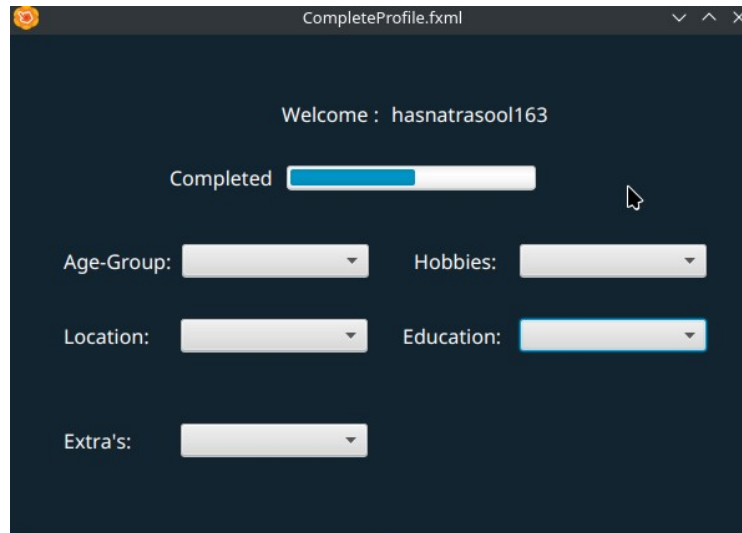 CompleteProfile.fxml
Welcome : hasnatrasool163
Completed
Age-Group: Hobbies:
Location: Education:
Extra's: